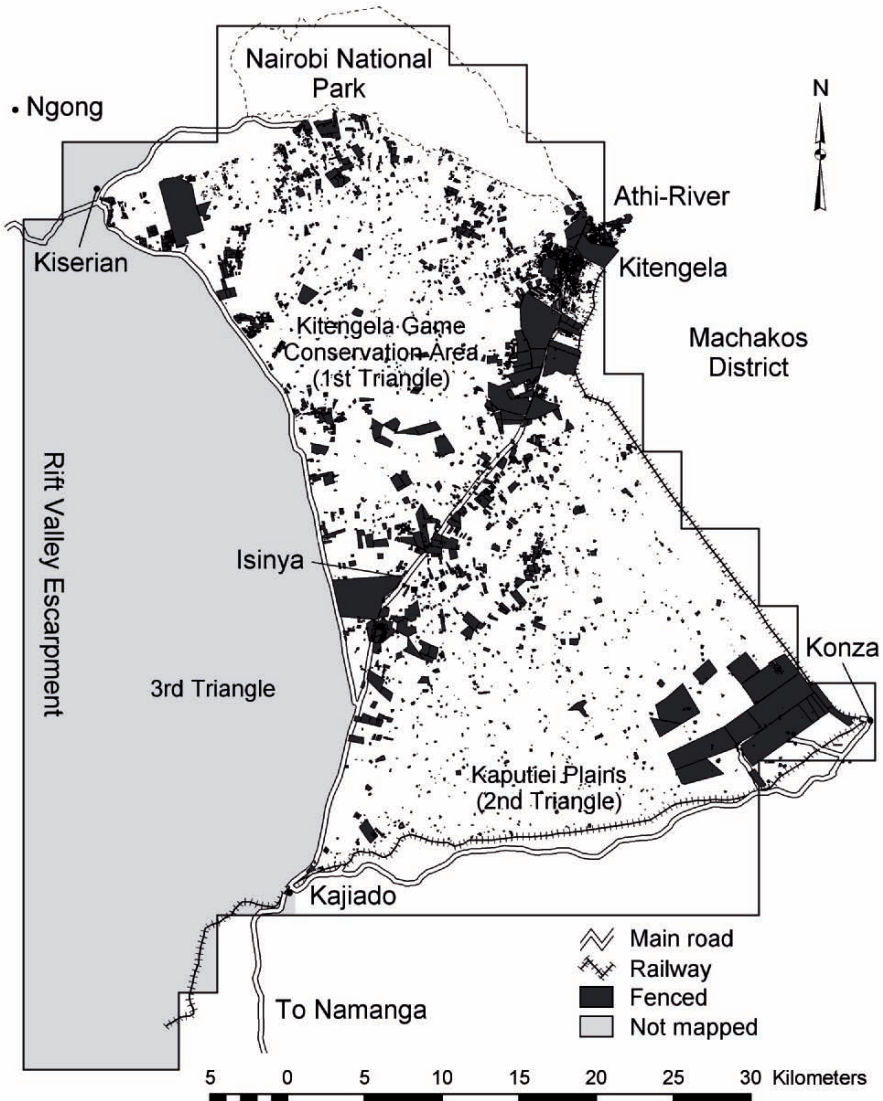 Nairobi National
Park
Ngong
N
Athi-River
Kiserian
Kitengela
Kitengela Game
Conservation Area
(1st Triangle)
Machakos
District
Rift Valley Escarpment
Isinya
Konza
3rd Triangle
Kaputiei Plains
(2nd Triangle)
Kajiado
Main road
Railway
Fenced
Not mapped
To Namanga
5 0 5 10 15 20 25 30 Kilometers